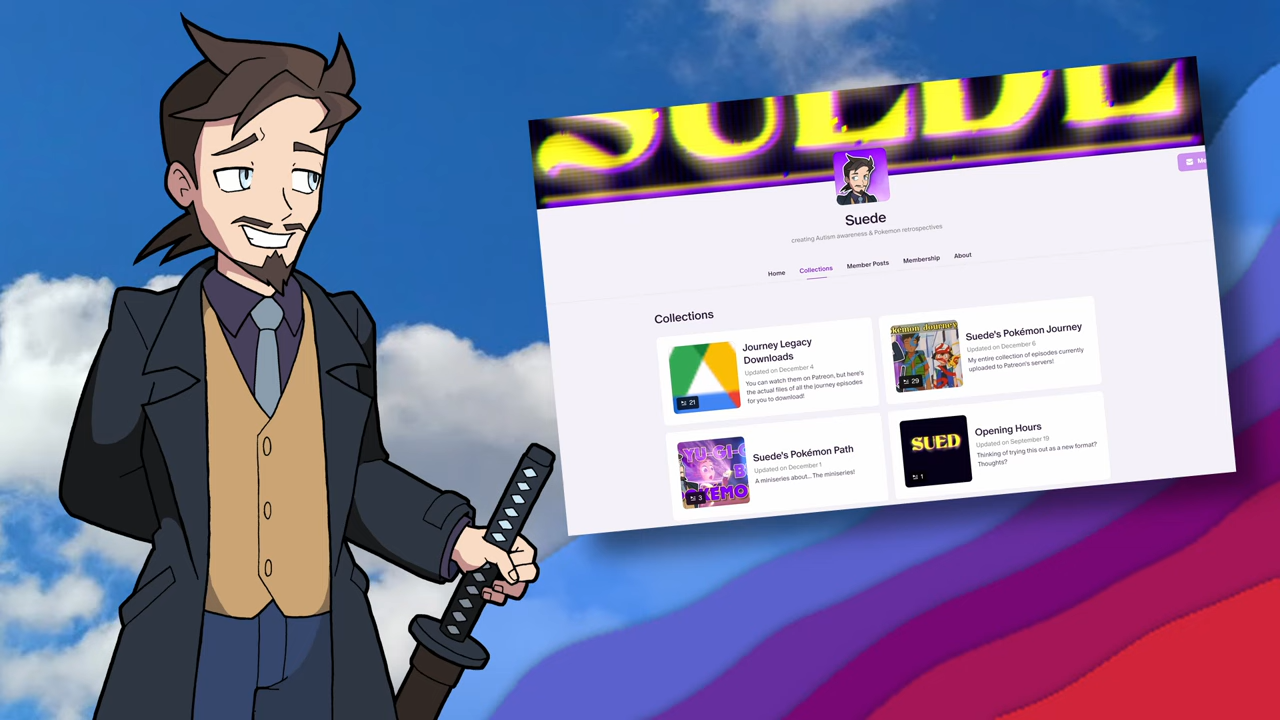 SUEDE
Suede
creating Autism awareness & Pokemon retrospectives
Home Collections Member Posts Membership About
Collections
Journey Legacy
Downloads
Updated on December 4
You can watch them on Patreon, but here's
the actual files of all the journey episodes
for you to download!
21
Pokémon Journey
Suede's Pokémon Journey
Updated on December 6
My entire collection of episodes currently
uploaded to Patreon's servers!
29
YU-GI-O
Suede's Pokémon Path
Updated on December 1
A miniseries about... The miniseries!
3
SUED
Opening Hours
Updated on September 19
Thinking of trying this out as a new format?
Thoughts?
1